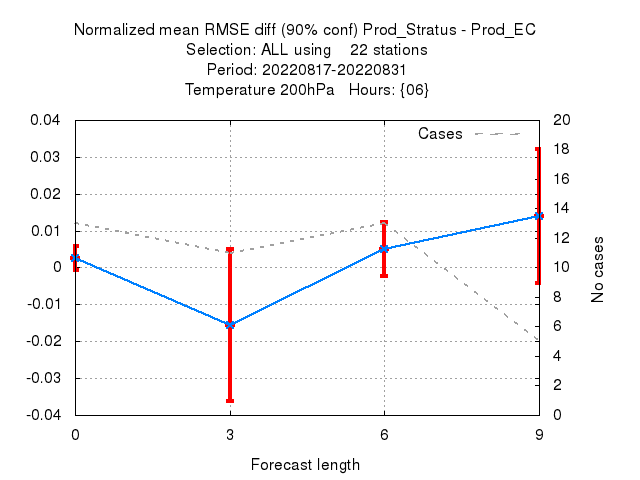 Normalized mean RMSE diff (90% conf) Prod_Stratus - Prod_EC
Selection: ALL using    22 stations
Period: 20220817-20220831
Temperature 200hPa   Hours: {06}
Cases
0.04
0.03
0.02
0.01
0
-0.01
-0.02
-0.03
-0.04
20
18
16
14
12
10
8
6
4
2
0
No cases
0 3 6 9
Forecast length